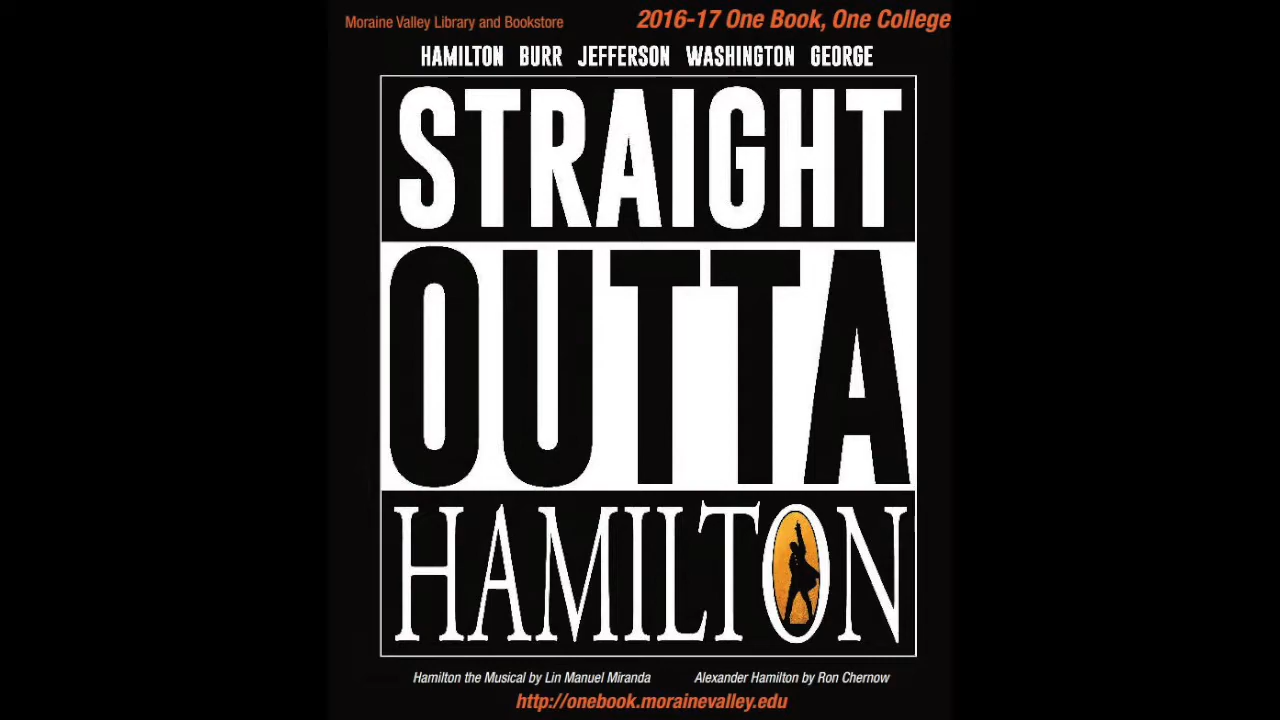 Moraine Valley Library and Bookstore 2016-17 One Book, One College
HAMILTON BURR JEFFERSON WASHINGTON GEORGE
STRAIGHT
OUTTA
HAMILTON
Hamilton the Musical by Lin Manuel Miranda Alexander Hamilton by Ron Chernow
http://onebook.morainevalley.edu